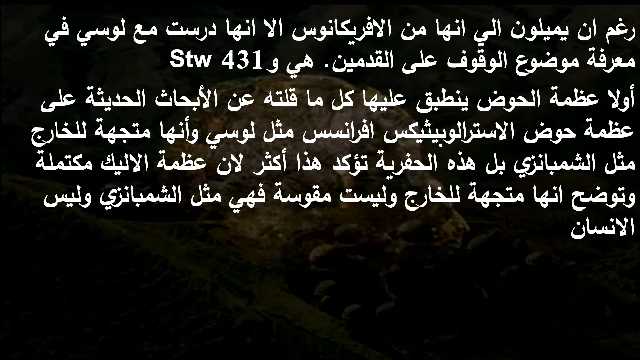 رغم ان يميلون الي انها من الافريكانوس الا انها درست مع لوسي في
معرفة موضوع الوقوف على القدمين. هي وStw 431
أولا عظمة الحوض ينطبق عليها كل ما قلته عن الأبحاث الحديثة على
عظمة حوض الاسترالوبيثيكس افرانسس مثل لوسي وأنها متجهة للخارج
مثل الشمبانزي بل هذه الحفرية تؤكد هذا أكثر لان عظمة الاليك مكتملة
وتوضح انها متجهة للخارج وليست مقوسة فهي مثل الشمبانزي وليس
الانسان